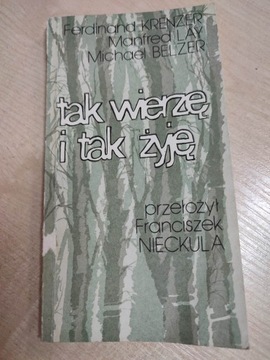 Ferdinand KRENZER
Manfred LAY
Michael BELZER
tak wierzę
i tak żyję
przełożył
Franciszek
NIECKULA